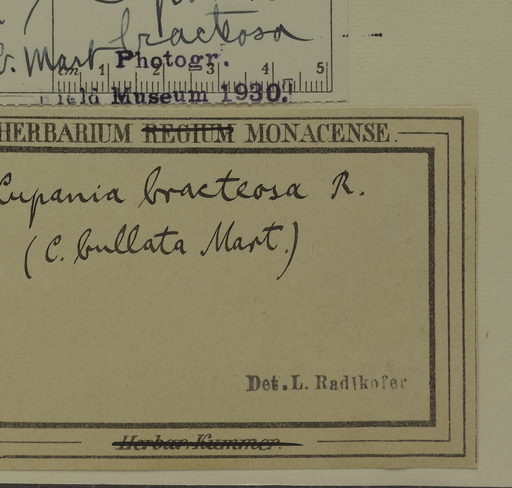 Mart bracteosa
Photogr.
cm 1 2 3 4 5
Museum 1930.
HERBARIUM REGIUM MONACENSE.
Cupania bracteosa R.
(C. bullata Mart.)
Det. L. Radlkofer
Herbar. Kummer.